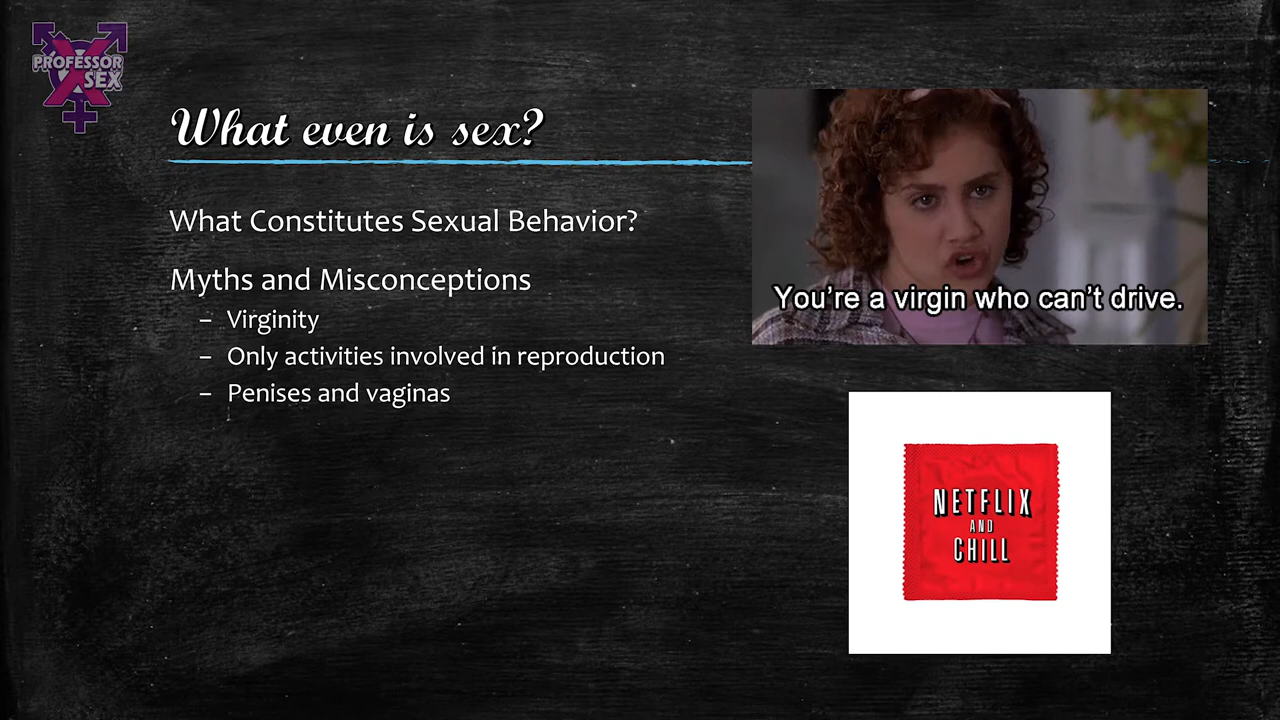 PROFESSOR
SEX
What even is sex?
What Constitutes Sexual Behavior?
Myths and Misconceptions
– Virginity
– Only activities involved in reproduction
– Penises and vaginas
You're a virgin who can't drive.
NETFLIX
AND
CHILL